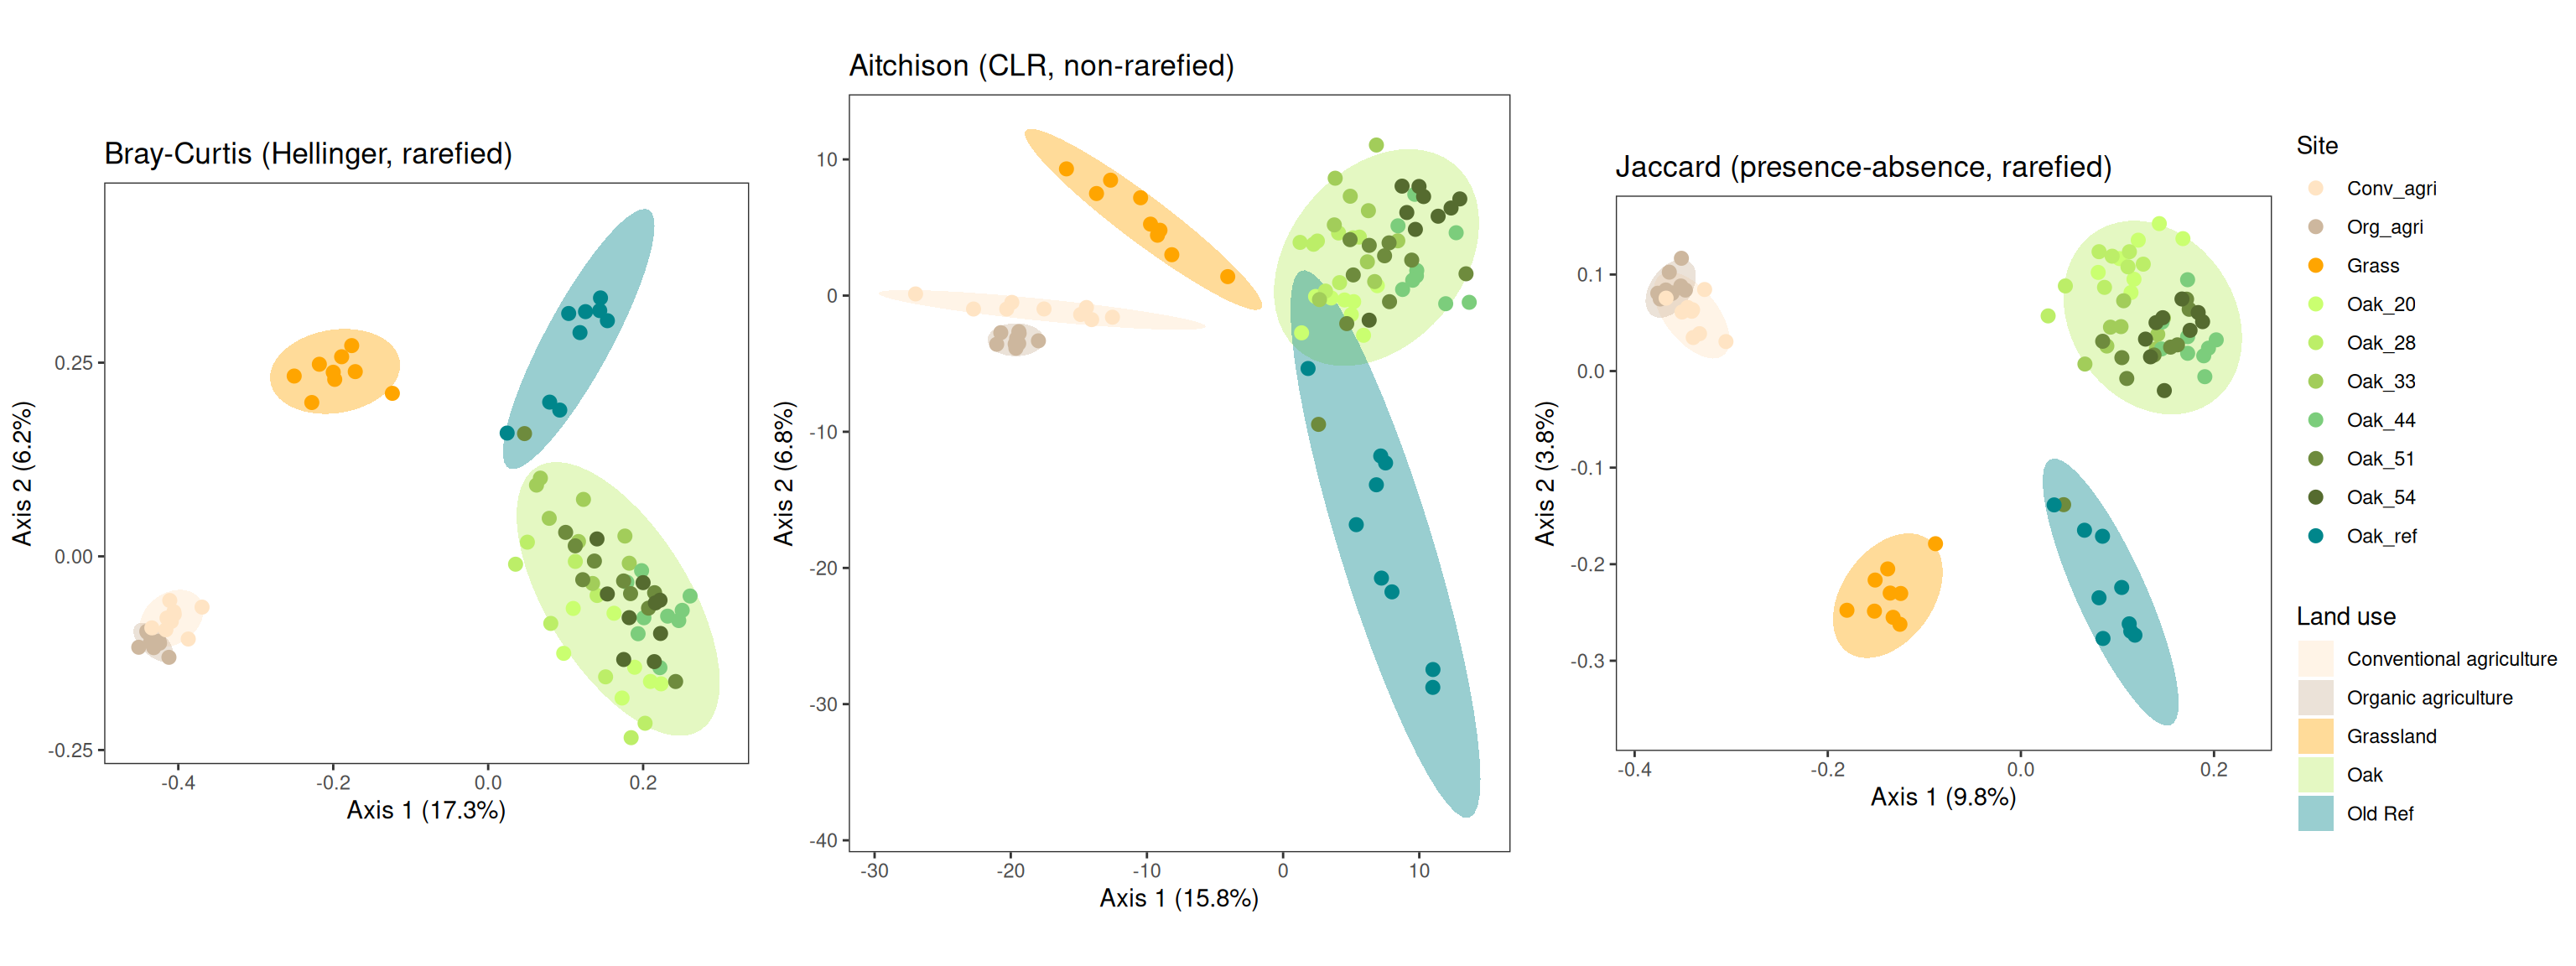 Bray-Curtis (Hellinger, rarefied)
Axis 2 (6.2%)
0.25
0.00
-0.25
-0.4
-0.2
0.0
0.2
Axis 1 (17.3%)
Aitchison (CLR, non-rarefied)
Axis 2 (6.8%)
10
0
-10
-20
-30
-40
-30
-20
-10
0
10
Axis 1 (15.8%)
Jaccard (presence-absence, rarefied)
Axis 2 (3.8%)
0.1
0.0
-0.1
-0.2
-0.3
-0.4
-0.2
0.0
0.2
Axis 1 (9.8%)
Site
Conv_agri
Org_agri
Grass
Oak_20
Oak_28
Oak_33
Oak_44
Oak_51
Oak_54
Oak_ref
Land use
Conventional agriculture
Organic agriculture
Grassland
Oak
Old Ref